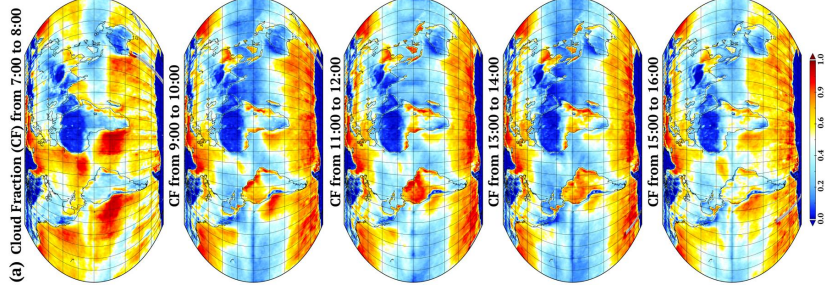 (a) Cloud Fraction (CF) from 7:00 to 8:00
CF from 9:00 to 10:00
CF from 11:00 to 12:00
CF from 13:00 to 14:00
CF from 15:00 to 16:00
0.0 0.2 0.4 0.6 0.9 1.0